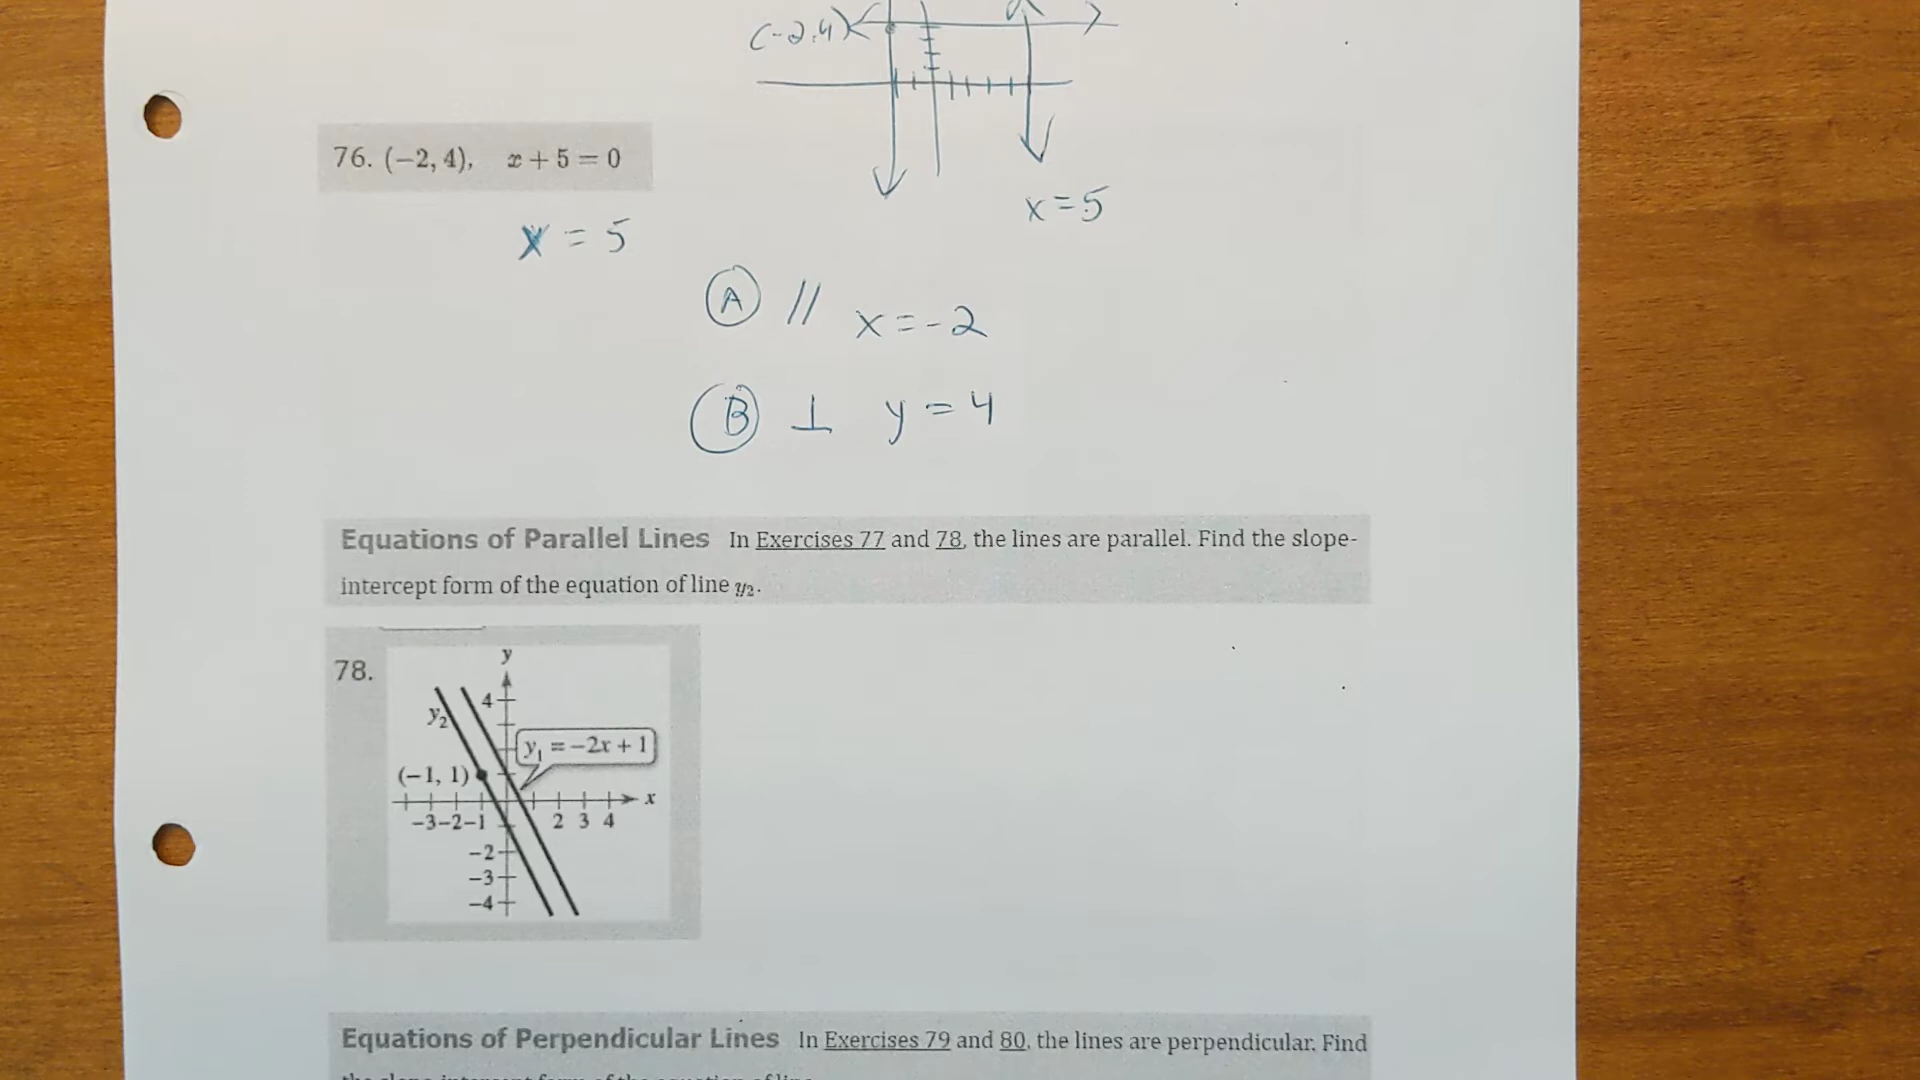 (-2,4)
76. (−2, 4), x + 5 = 0
x = 5
x = 5
A // x = -2
B ⊥ y = 4
Equations of Parallel Lines In Exercises 77 and 78, the lines are parallel. Find the slope-
intercept form of the equation of line y₂.
78.
y
4
y₂
y₁ = −2x + 1
(−1, 1)
x
−3 −2 −1 2 3 4
−2
−3
−4
Equations of Perpendicular Lines In Exercises 79 and 80, the lines are perpendicular. Find